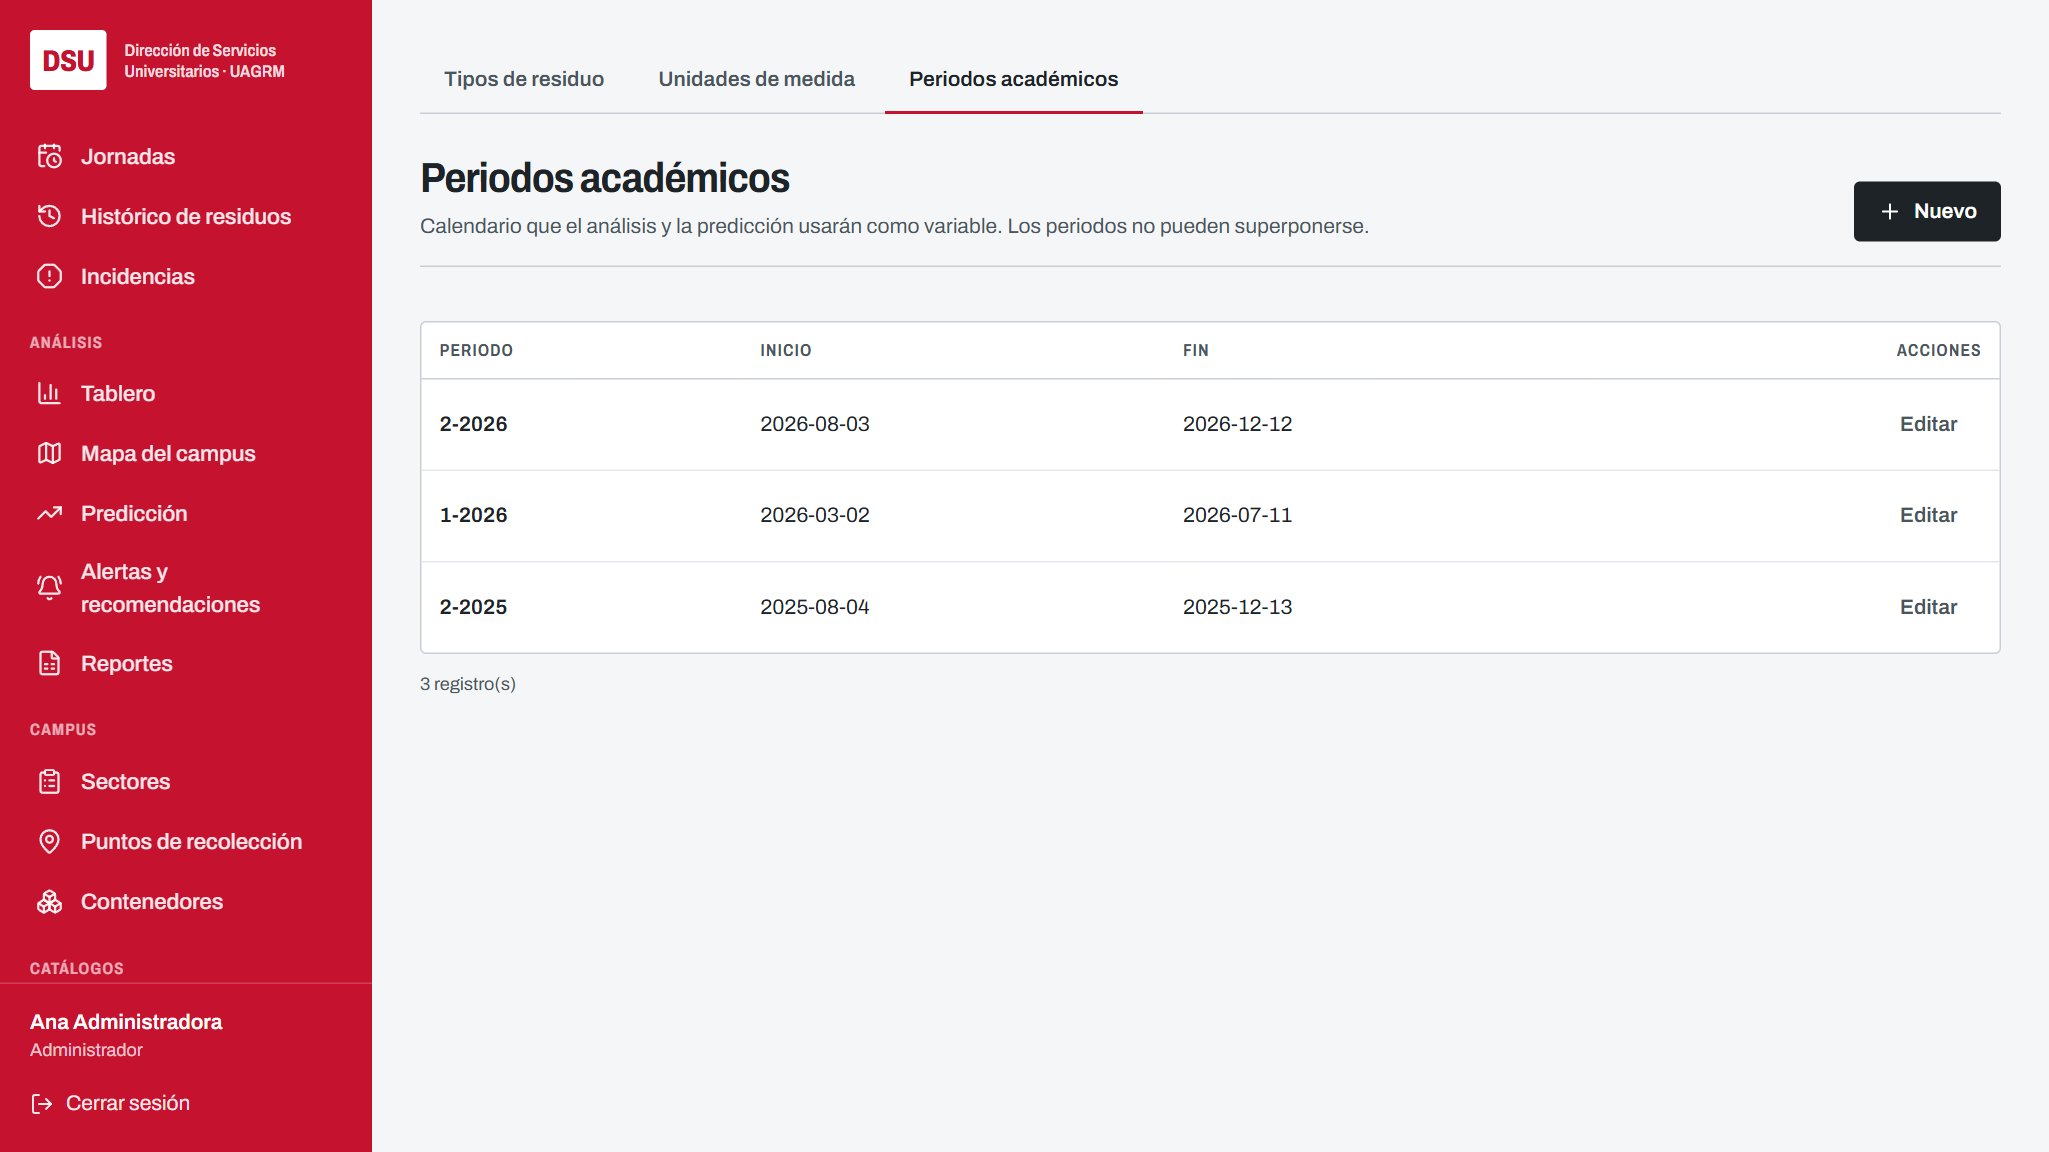 DSU
Dirección de Servicios
Universitarios · UAGRM
Jornadas
Histórico de residuos
Incidencias
ANÁLISIS
Tablero
Mapa del campus
Predicción
Alertas y
recomendaciones
Reportes
CAMPUS
Sectores
Puntos de recolección
Contenedores
CATÁLOGOS
Ana Administradora
Administrador
Cerrar sesión
Tipos de residuo Unidades de medida Periodos académicos
Periodos académicos
Calendario que el análisis y la predicción usarán como variable. Los periodos no pueden superponerse.
+ Nuevo
PERIODO INICIO FIN ACCIONES
2-2026 2026-08-03 2026-12-12 Editar
1-2026 2026-03-02 2026-07-11 Editar
2-2025 2025-08-04 2025-12-13 Editar
3 registro(s)